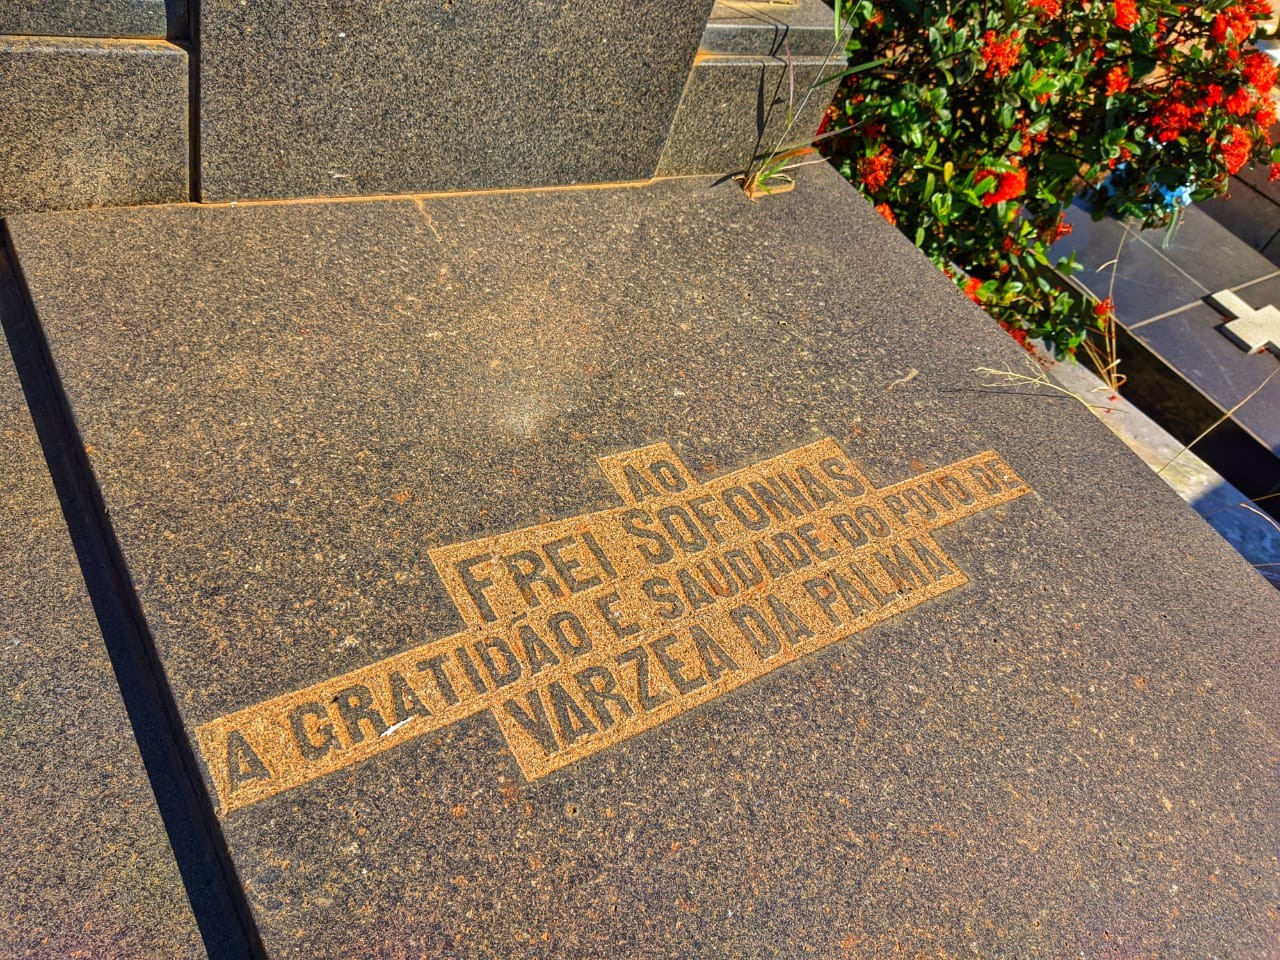 AO
FREI SOFONIAS
A GRATIDÃO E SAUDADE DO POVO DE
VARZEA DA PALMA